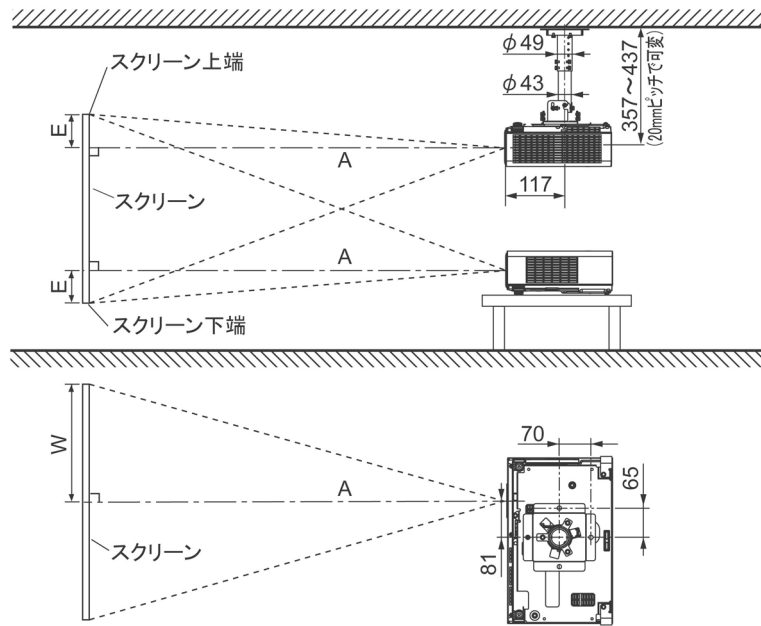 スクリーン上端
φ49
φ43
357~437
(20mmピッチで可変)
E
A
117
スクリーン
A
E
スクリーン下端
W
A
70
65
81
スクリーン